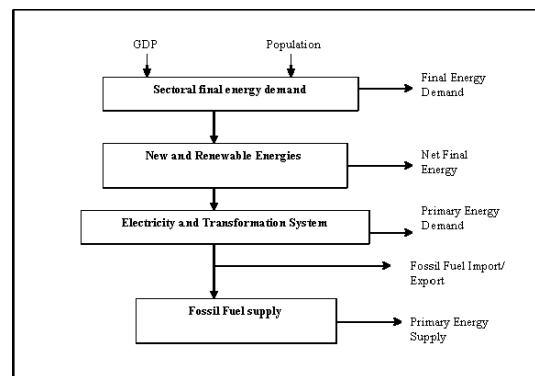 GDP
Population
Sectoral final energy demand
Final Energy
Demand
New and Renewable Energies
Net Final
Energy
Electricity and Transformation System
Primary Energy
Demand
Fossil Fuel Import/
Export
Fossil Fuel supply
Primary Energy
Supply